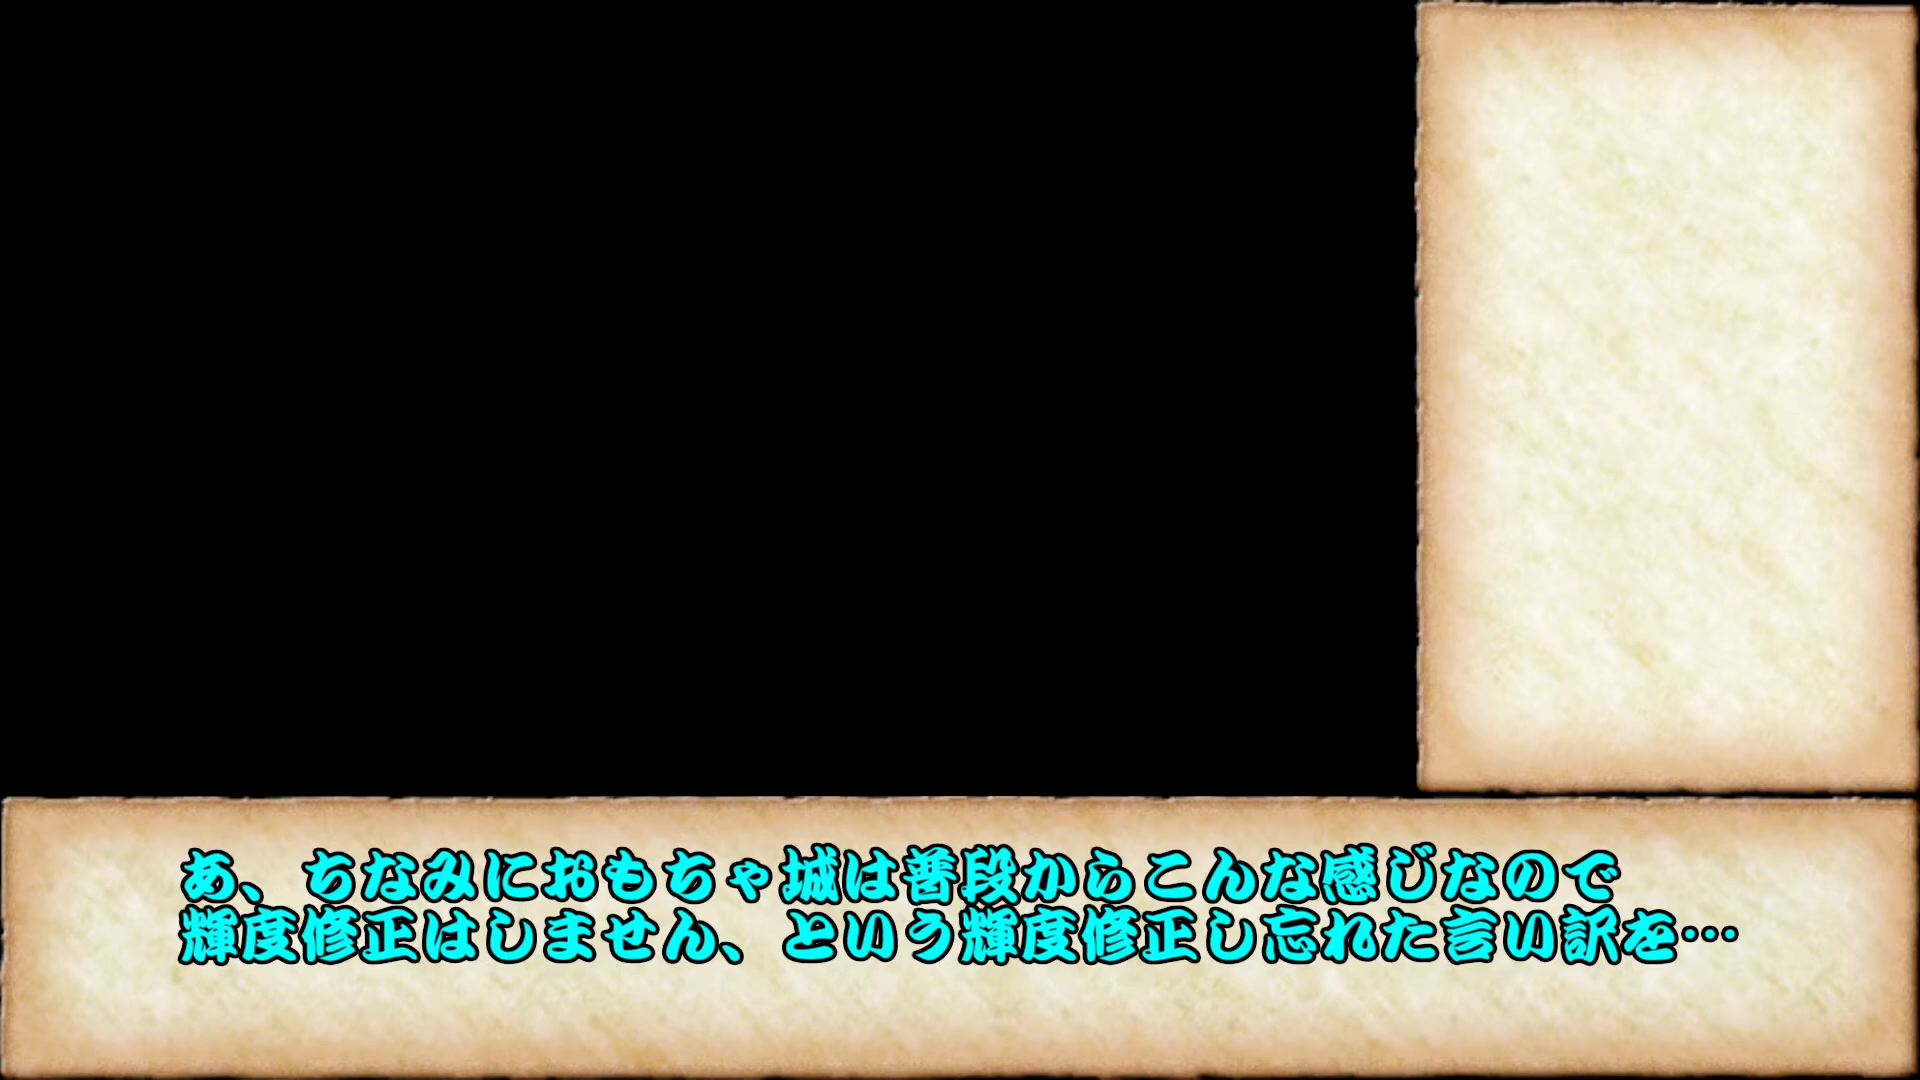 あ、ちなみにおもちゃ城は普段からこんな感じなので
輝度修正はしません、という輝度修正し忘れた言い訳を…